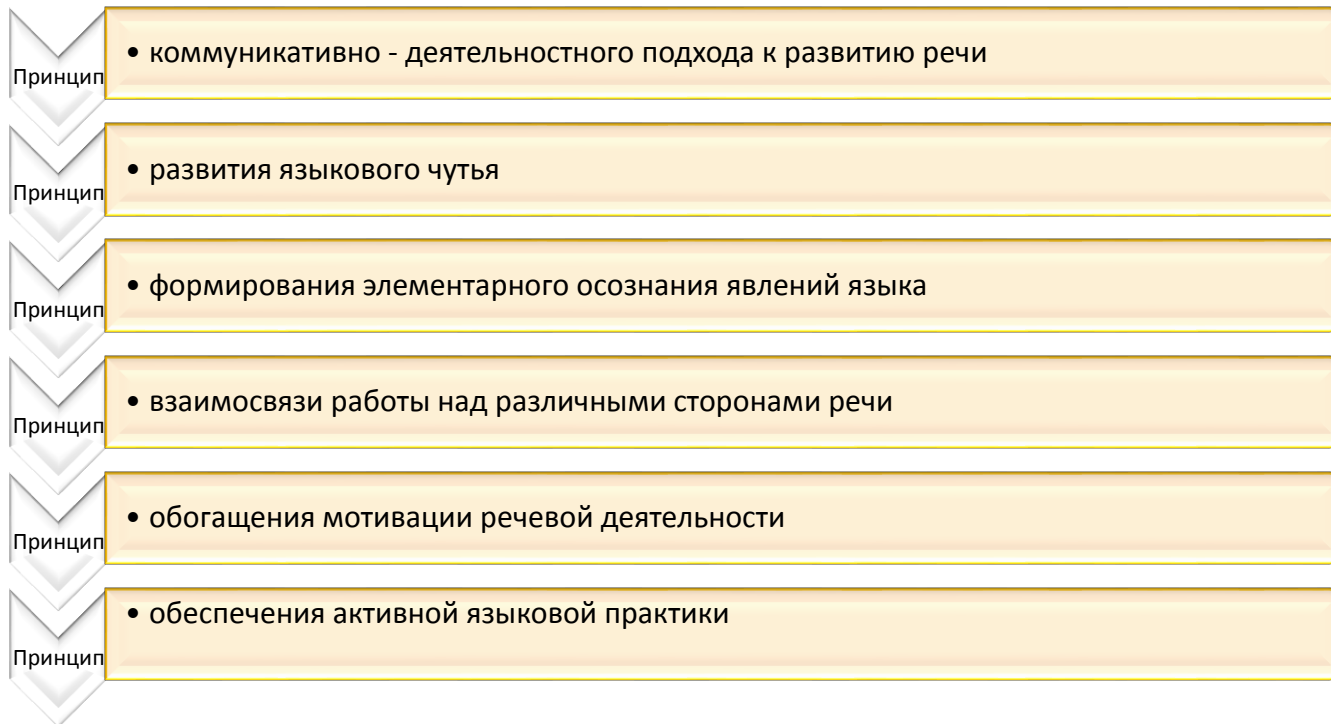 Принцип
• коммуникативно - деятельностного подхода к развитию речи
Принцип
• развития языкового чутья
Принцип
• формирования элементарного осознания явлений языка
Принцип
• взаимосвязи работы над различными сторонами речи
Принцип
• обогащения мотивации речевой деятельности
Принцип
• обеспечения активной языковой практики